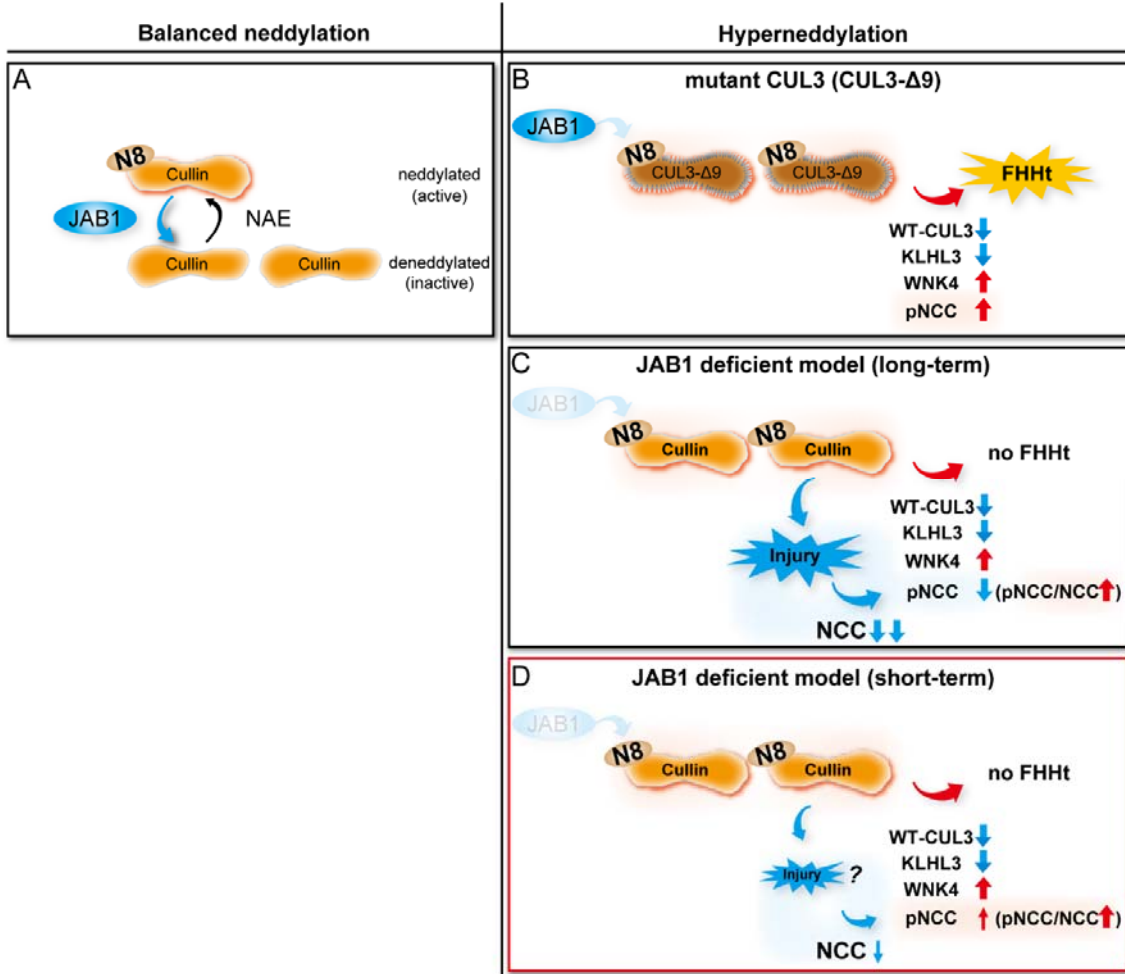 Balanced neddylation
Hyperneddylation
A
N8
Cullin
neddylated
(active)
JAB1
NAE
Cullin
Cullin
deneddylated
(inactive)
B
mutant CUL3 (CUL3-Δ9)
JAB1
N8
N8
CUL3-Δ9
CUL3-Δ9
FHHt
WT-CUL3
KLHL3
WNK4
pNCC
C
JAB1 deficient model (long-term)
JAB1
N8
N8
Cullin
Cullin
no FHHt
WT-CUL3
KLHL3
Injury
WNK4
pNCC
(pNCC/NCC )
NCC
D
JAB1 deficient model (short-term)
JAB1
N8
N8
Cullin
Cullin
no FHHt
WT-CUL3
KLHL3
Injury ?
WNK4
pNCC
(pNCC/NCC )
NCC